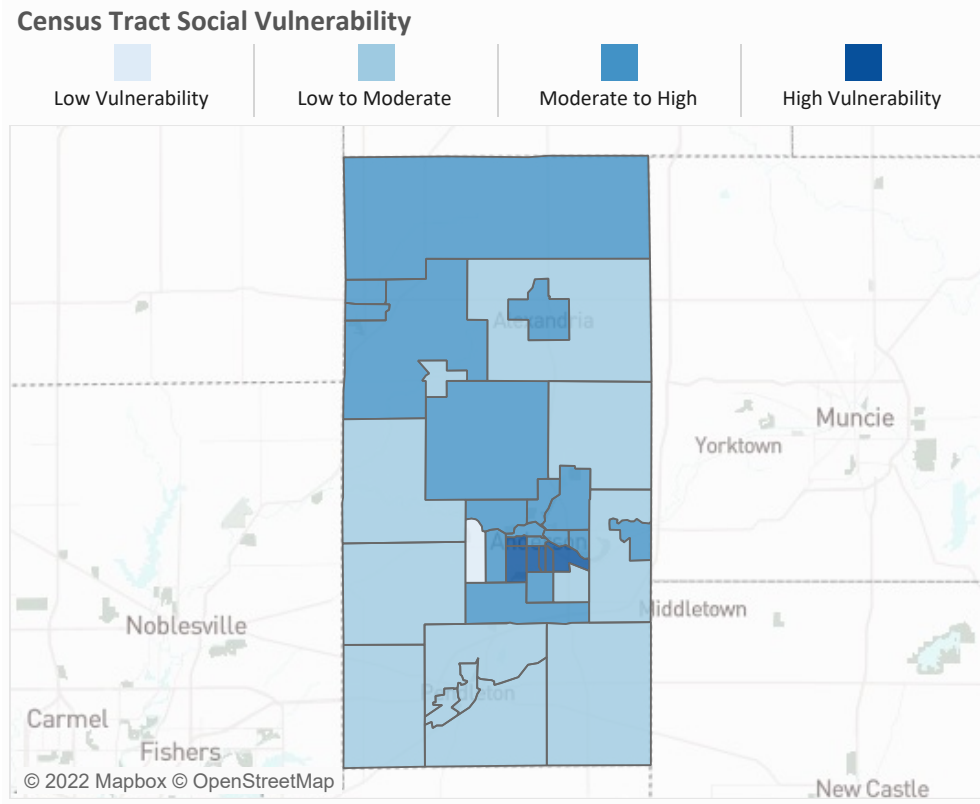 Census Tract Social Vulnerability
Low Vulnerability
Low to Moderate
Moderate to High
High Vulnerability
Alexandria
Muncie
Yorktown
Anderson
Middletown
Noblesville
Pendleton
Carmel
Fishers
© 2022 Mapbox © OpenStreetMap
New Castle